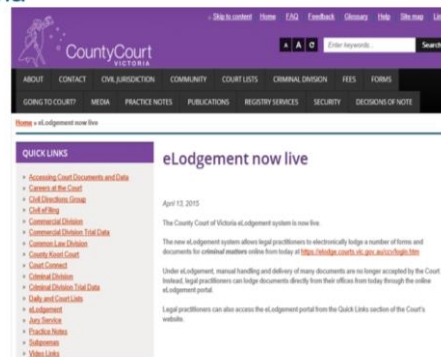 Skip to content Home FAQ Feedback Glossary Help Site map
A A Enter keywords.. Search
CountyCourt
VICTORIA
ABOUT CONTACT CIVIL JURISDICTION COMMUNITY COURT LISTS CRIMINAL DIVISION FEES FORMS
GOING TO COURT? MEDIA PRACTICE NOTES PUBLICATIONS REGISTRY SERVICES SECURITY DECISIONS OF NOTE
Home » eLodgement now live
QUICK LINKS
Accessing Court Documents and Data
Careers at the Court
Civil Directions Group
Civil eFiling
Commercial Division
Commercial Division Trial Data
Common Law Division
County Koori Court
Court Connect
Criminal Division
Criminal Division Trial Data
Daily and Court Lists
eLodgement
Jury Service
Practice Notes
Subpoenas
Video Links
eLodgement now live
April 13, 2015
The County Court of Victoria eLodgement system is now live.
The new eLodgement system allows legal practitioners to electronically lodge a number of forms and
documents for criminal matters online from today at https://elodge.courts.vic.gov.au/ccv/login.htm
Under eLodgement, manual handling and delivery of many documents are no longer accepted by the Court.
Instead, legal practitioners can lodge documents directly from their offices from today through the online
eLodgement portal.
Legal practitioners can also access the eLodgement portal from the Quick Links section of the Court's
website.